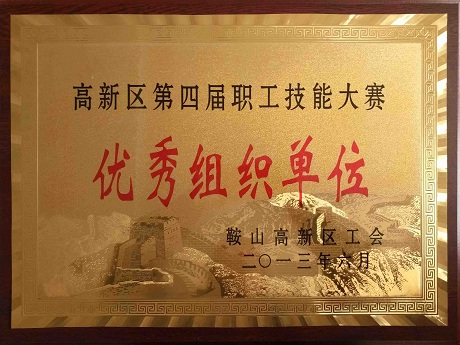 高新区第四届职工技能大赛
优秀组织单位
鞍山高新区工会
二〇一三年六月